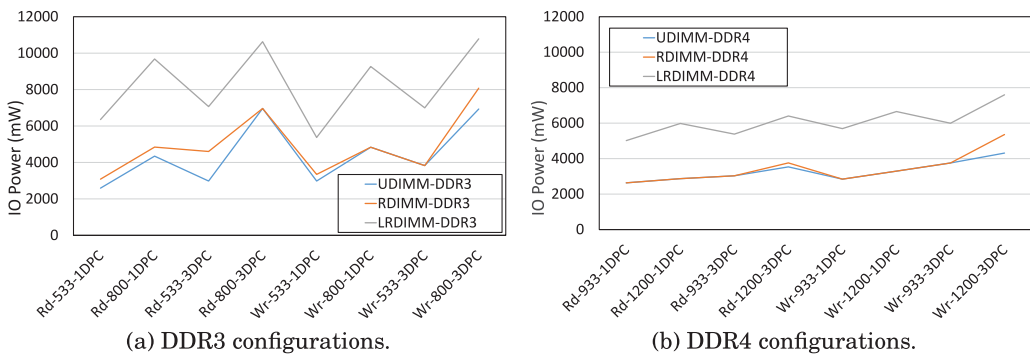 12000
10000
8000
6000
4000
2000
0
IO Power (mW)
UDIMM-DDR3
RDIMM-DDR3
LRDIMM-DDR3
Rd-533-1DPC
Rd-800-1DPC
Rd-533-3DPC
Rd-800-3DPC
Wr-533-1DPC
Wr-800-1DPC
Wr-533-3DPC
Wr-800-3DPC
(a) DDR3 configurations.
12000
10000
8000
6000
4000
2000
0
IO Power (mW)
UDIMM-DDR4
RDIMM-DDR4
LRDIMM-DDR4
Rd-933-1DPC
Rd-1200-1DPC
Rd-933-3DPC
Rd-1200-3DPC
Wr-933-1DPC
Wr-1200-1DPC
Wr-933-3DPC
Wr-1200-3DPC
(b) DDR4 configurations.